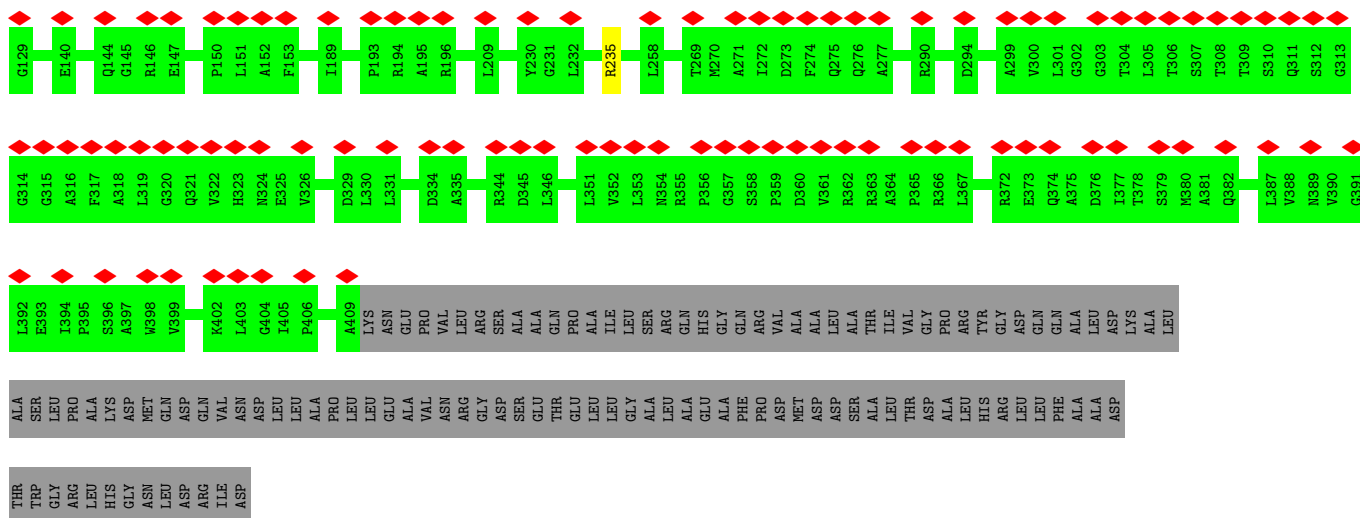 G129 E140 Q144 G145 R146 E147 P150 L151 A152 F153 I189 P193 R194 A195 R196 L209 Y230 G231 L232 R235 L258 T269 M270 A271 I272 D273 F274 Q275 Q276 A277 R290 D294 A299 V300 L301 G302 G303 T304 L305 T306 S307 T308 T309 S310 Q311 S312 G313
G314 G315 A316 F317 A318 L319 G320 Q321 V322 H323 N324 E325 V326 D329 L330 L331 D334 A335 R344 D345 L346 L351 V352 L353 N354 R355 P356 G357 S358 P359 D360 V361 R362 R363 A364 P365 R366 L367 R372 E373 Q374 A375 D376 I377 T378 S379 M380 A381 Q382 L387 V388 N389 V390 G391
L392 E393 I394 P395 S396 A397 W398 V399 K402 L403 G404 I405 P406 A409 LYS ASN GLU PRO VAL LEU ARG SER ALA ALA GLN PRO ALA ILE LEU SER ARG GLN HIS GLY GLN ARG VAL ALA ALA LEU ALA THR ILE VAL GLY PRO ARG TYR GLY ASP GLN GLN ALA LEU ASP LYS ALA LEU
ALA SER LEU PRO ALA LYS ASP MET GLN ASP GLN VAL ASN ASP LEU LEU ALA PRO LEU LEU GLU ALA VAL ASN ARG GLY ASP SER GLU THR GLU LEU LEU GLY ALA LEU ALA GLU ALA PHE PRO ASP MET ASP ASP SER ALA LEU THR ASP ALA LEU HIS ARG LEU LEU PHE ALA ALA ASP
THR TRP GLY ARG LEU HIS GLY ASN LEU ASP ARG ILE ASP